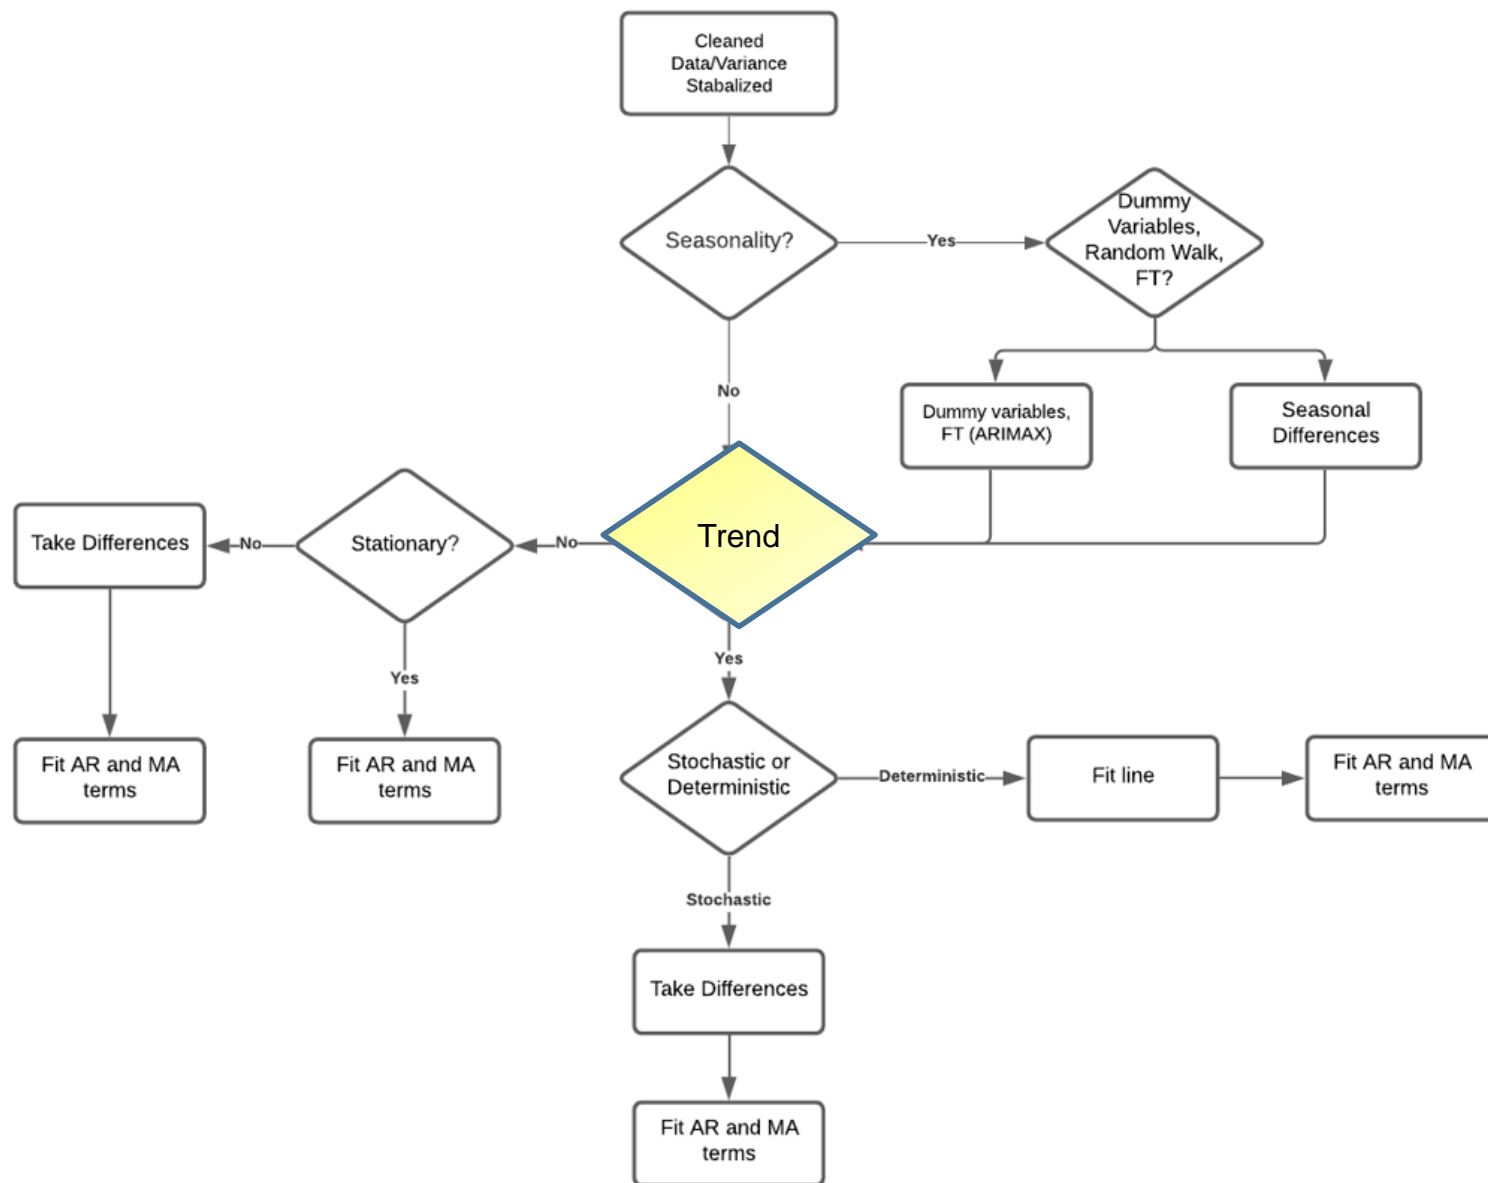 Cleaned
Data/Variance
Stabalized
Seasonality?
Yes
Dummy
Variables,
Random Walk,
FT?
No
Dummy variables,
FT (ARIMAX)
Seasonal
Differences
Take Differences
No
Stationary?
No
Trend
Yes
Yes
Fit AR and MA
terms
Fit AR and MA
terms
Stochastic or
Deterministic
Deterministic
Fit line
Fit AR and MA
terms
Stochastic
Take Differences
Fit AR and MA
terms